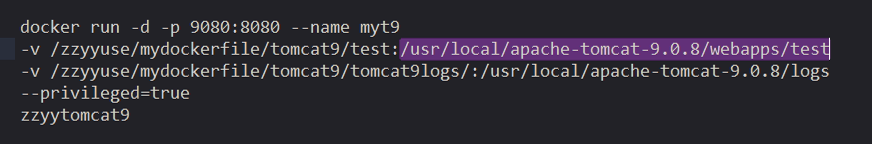 docker run -d -p 9080:8080 --name myt9
-v /zzyyuse/mydockerfile/tomcat9/test:/usr/local/apache-tomcat-9.0.8/webapps/test
-v /zzyyuse/mydockerfile/tomcat9/tomcat9logs/:/usr/local/apache-tomcat-9.0.8/logs
--privileged=true
zzyytomcat9